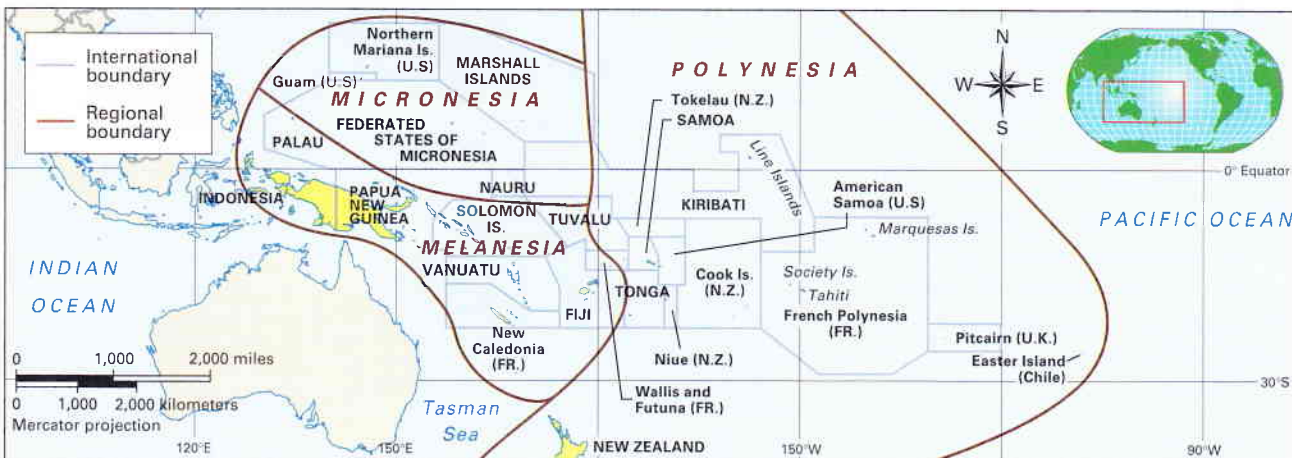 International
boundary
Regional
boundary
Northern
Mariana Is.
(U.S)
MARSHALL
ISLANDS
Guam (U.S)
MICRONESIA
FEDERATED
STATES OF
MICRONESIA
PALAU
INDONESIA
PAPUA
NEW
GUINEA
NAURU
SOLOMON
IS.
TUVALU
MELANESIA
VANUATU
FIJI
New
Caledonia
(FR.)
POLYNESIA
Tokelau (N.Z.)
SAMOA
Line Islands
KIRIBATI
American
Samoa (U.S)
Marquesas Is.
Cook Is.
(N.Z.)
Society Is.
Tahiti
French Polynesia
(FR.)
TONGA
Niue (N.Z.)
Wallis and
Futuna (FR.)
Pitcairn (U.K.)
Easter Island
(Chile)
N
W E
S
0° Equator
PACIFIC OCEAN
30°S
INDIAN
OCEAN
0 1,000 2,000 miles
0 1,000 2,000 kilometers
Mercator projection
Tasman
Sea
NEW ZEALAND
120°E 150°E 150°W 90°W